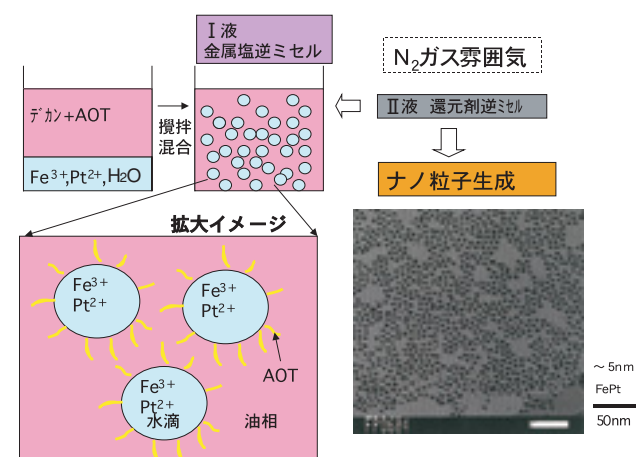 Ⅰ液
金属塩逆ミセル
N₂ガス雰囲気
ﾃﾞｶﾝ+AOT
攪拌
混合
Ⅱ液 還元剤逆ﾐｾﾙ
Fe³⁺,Pt²⁺,H₂O
ナノ粒子生成
拡大イメージ
Fe³⁺
Pt²⁺
Fe³⁺
Pt²⁺
AOT
Fe³⁺
Pt²⁺
水滴
油相
～5nm
FePt
50nm